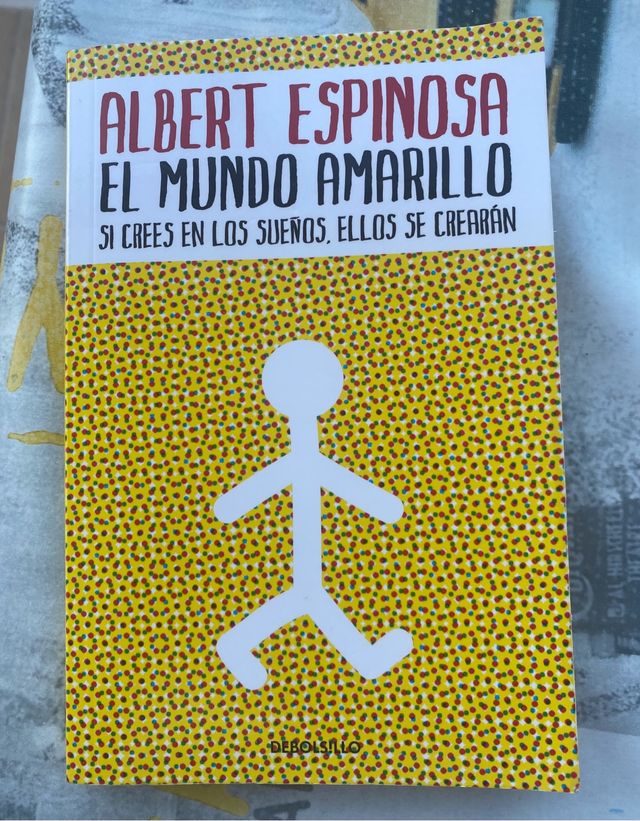 ALBERT ESPINOSA
EL MUNDO AMARILLO
SI CREES EN LOS SUEÑOS, ELLOS SE CREARÁN
DEBOLSILLO